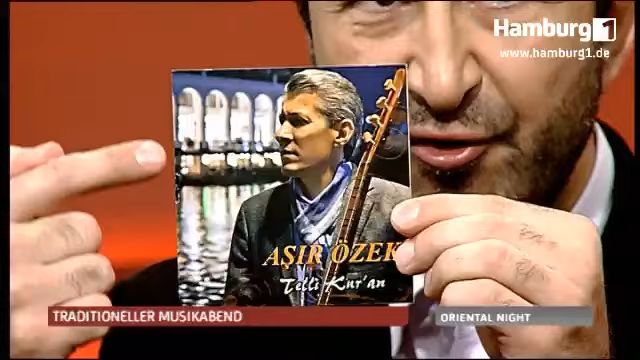 Hamburg 1
www.hamburg1.de
AŞIR ÖZEK
Telli Kur'an
TRADITIONELLER MUSIKABEND
ORIENTAL NIGHT